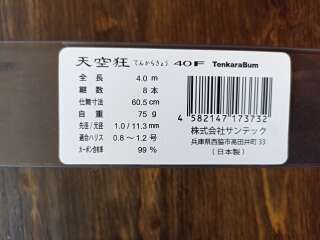 天空狂 てんからきょう 40F TenkaraBum
全長 4.0 m
継数 8 本
仕舞寸法 60.5 cm
自重 75 g
先径/元径 1.0/11.3 mm
適合ハリス 0.8～1.2 号
カーボン含有率 99 %
4 582147 173732
株式会社サンテック
兵庫県西脇市高田井町 33
(日本製)